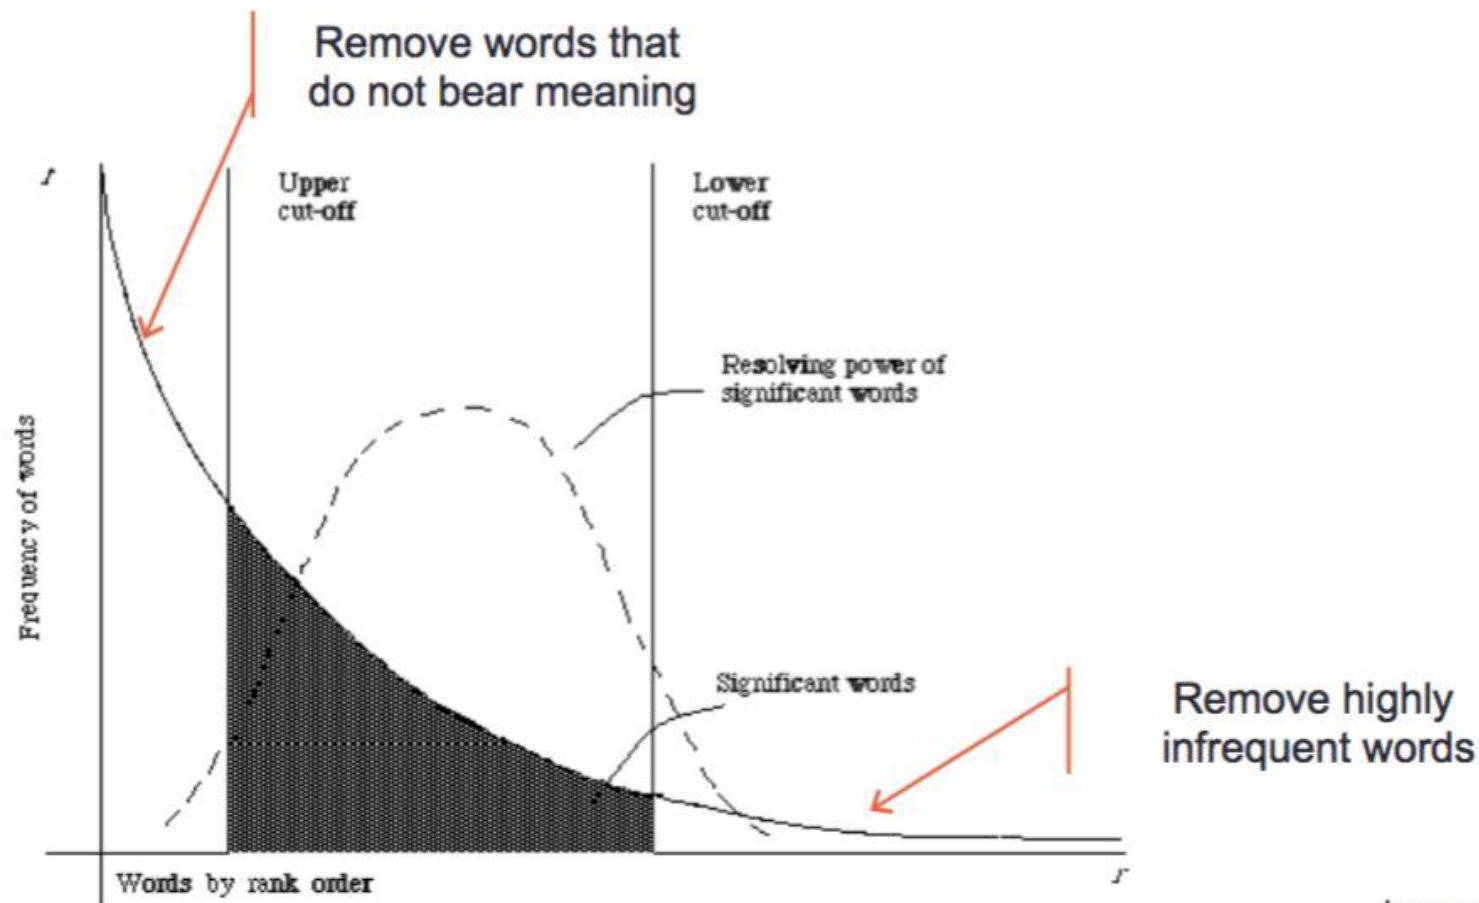 Remove words that
do not bear meaning
f
Upper
cut-off
Lower
cut-off
Resolving power of
significant words
Frequency of words
Significant words
Remove highly
infrequent words
Words by rank order
r